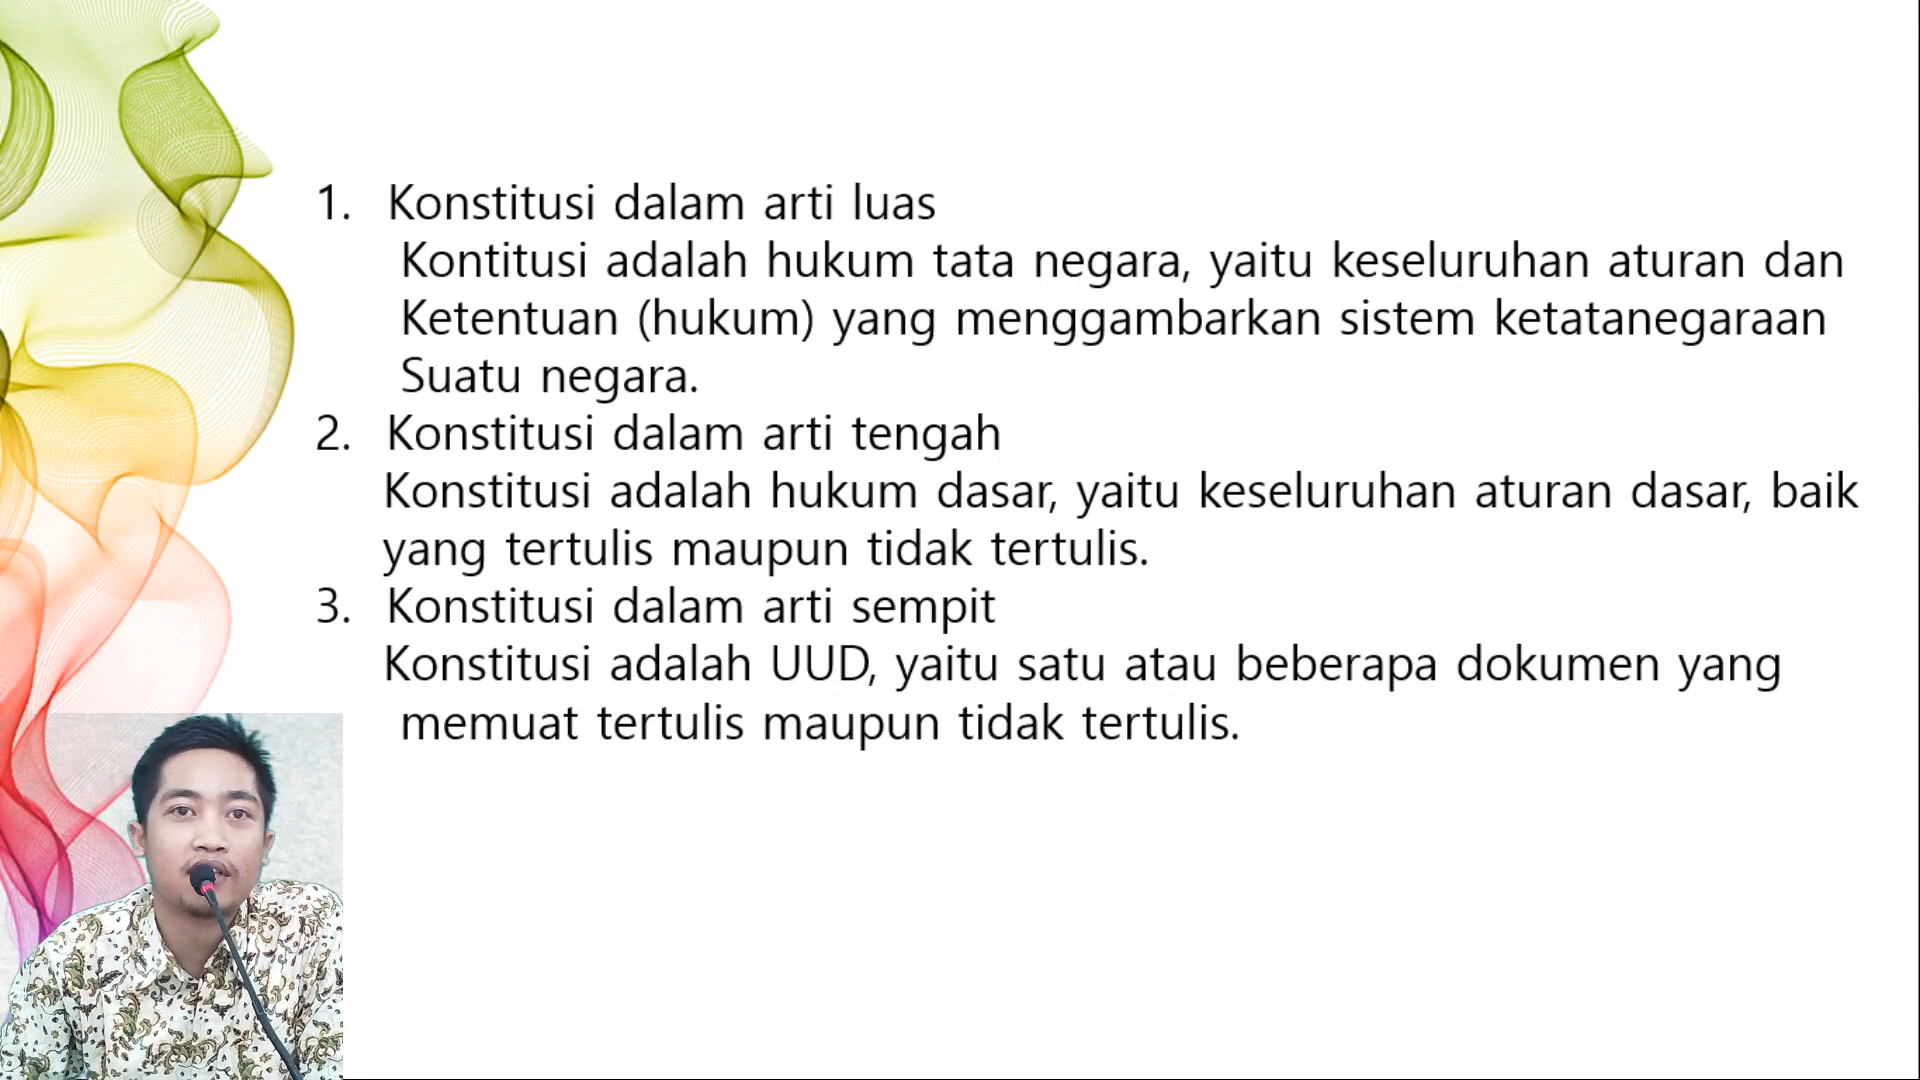 1. Konstitusi dalam arti luas
Kontitusi adalah hukum tata negara, yaitu keseluruhan aturan dan
Ketentuan (hukum) yang menggambarkan sistem ketatanegaraan
Suatu negara.
2. Konstitusi dalam arti tengah
Konstitusi adalah hukum dasar, yaitu keseluruhan aturan dasar, baik
yang tertulis maupun tidak tertulis.
3. Konstitusi dalam arti sempit
Konstitusi adalah UUD, yaitu satu atau beberapa dokumen yang
memuat tertulis maupun tidak tertulis.